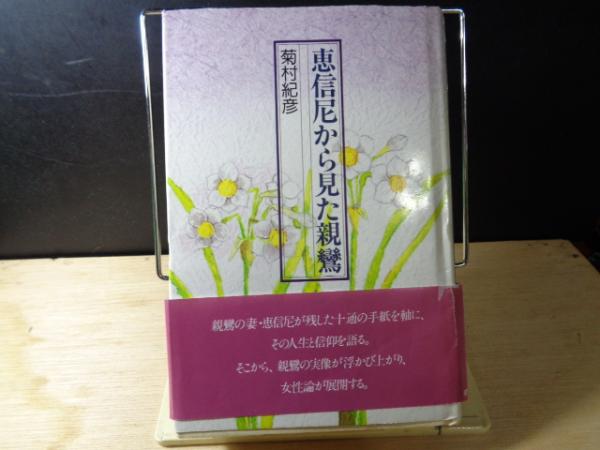 恵信尼から見た親鸞
菊村紀彦
親鸞の妻・恵信尼が残した十通の手紙を軸に、
その人生と信仰を語る。
そこから、親鸞の実像が浮かび上がり、
女性論が展開する。